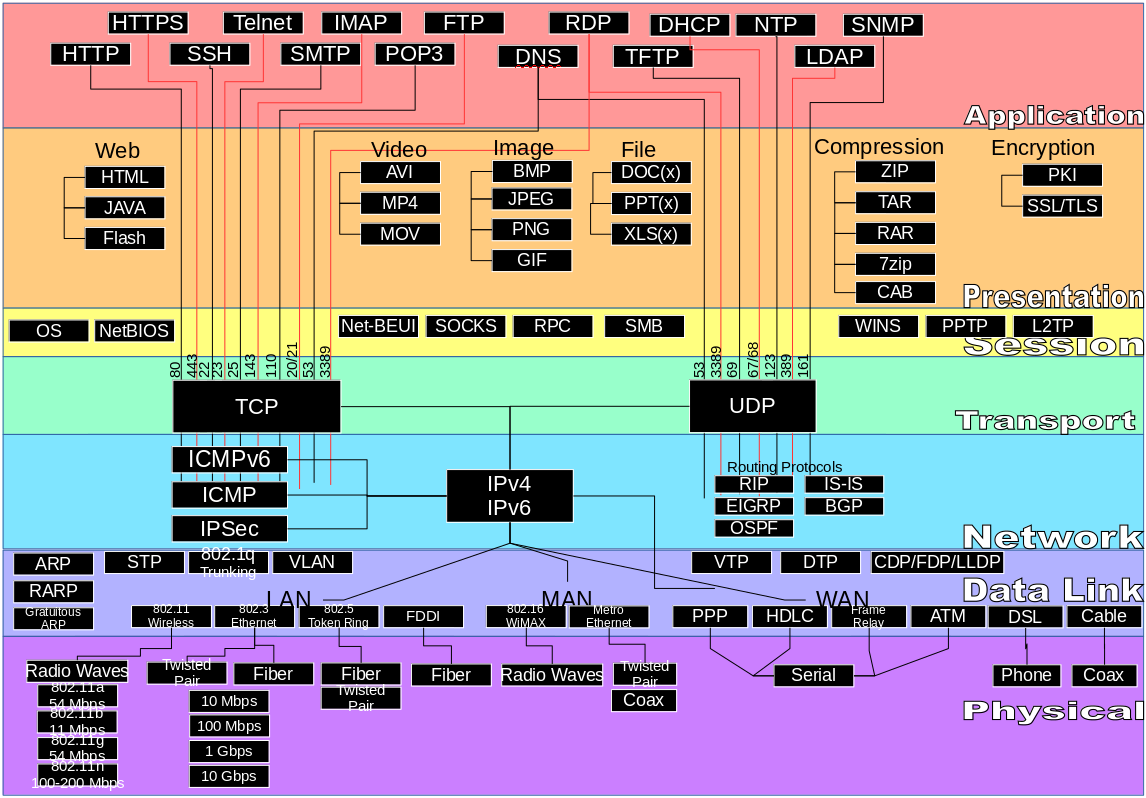 HTTPS Telnet IMAP FTP RDP DHCP NTP SNMP
HTTP SSH SMTP POP3 DNS TFTP LDAP
Application
Web Video Image File Compression Encryption
HTML AVI BMP DOC(x) ZIP PKI
JAVA MP4 JPEG PPT(x) TAR SSL/TLS
Flash MOV PNG XLS(x) RAR
GIF 7zip
CAB
Presentation
OS NetBIOS Net-BEUI SOCKS RPC SMB WINS PPTP L2TP
Session
80 443 22 23 25 143 110 20/21 53 3389 53 3389 69 67/68 123 389 161
TCP UDP
Transport
ICMPv6
ICMP
IPSec
IPv4
IPv6
Routing Protocols
RIP IS-IS
EIGRP BGP
OSPF
Network
ARP STP 802.1q VLAN VTP DTP CDP/FDP/LLDP
Trunking
RARP
Data Link
LAN MAN WAN
Gratuitous
ARP
802.11
Wireless
802.3
Ethernet
802.5
Token Ring
FDDI
802.16
WiMAX
Metro
Ethernet
PPP
HDLC
Frame
Relay
ATM
DSL
Cable
Radio Waves
Twisted
Pair
Fiber
Fiber
Twisted
Pair
Fiber
Radio Waves
Twisted
Pair
Coax
Serial
Phone
Coax
802.11a
54 Mbps
802.11b
11 Mbps
802.11g
54 Mbps
802.11n
100-200 Mbps
10 Mbps
100 Mbps
1 Gbps
10 Gbps
Physical